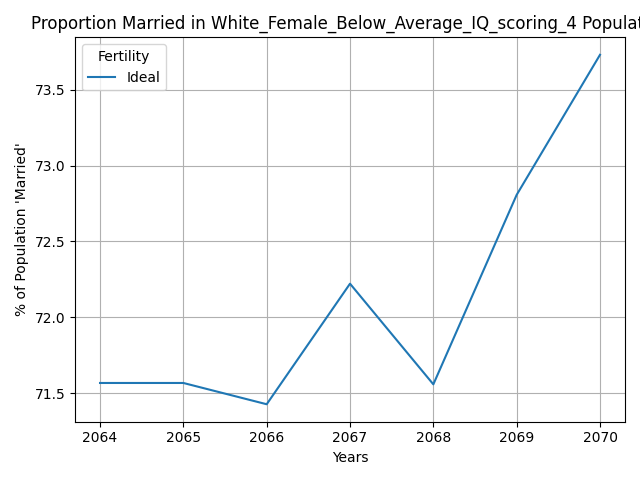 Proportion Married in White_Female_Below_Average_IQ_scoring_4 Populat
Fertility
Ideal
73.5
73.0
72.5
72.0
71.5
% of Population 'Married'
2064 2065 2066 2067 2068 2069 2070
Years